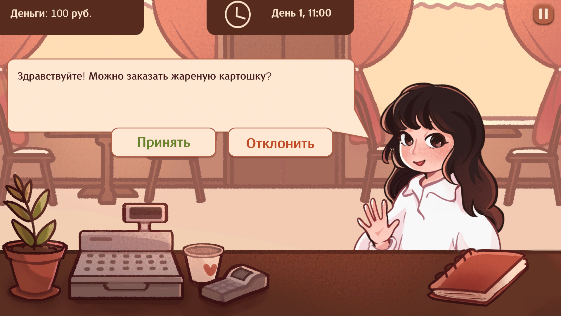 Деньги: 100 руб.
День 1, 11:00
Здравствуйте! Можно заказать жареную картошку?
Принять
Отклонить